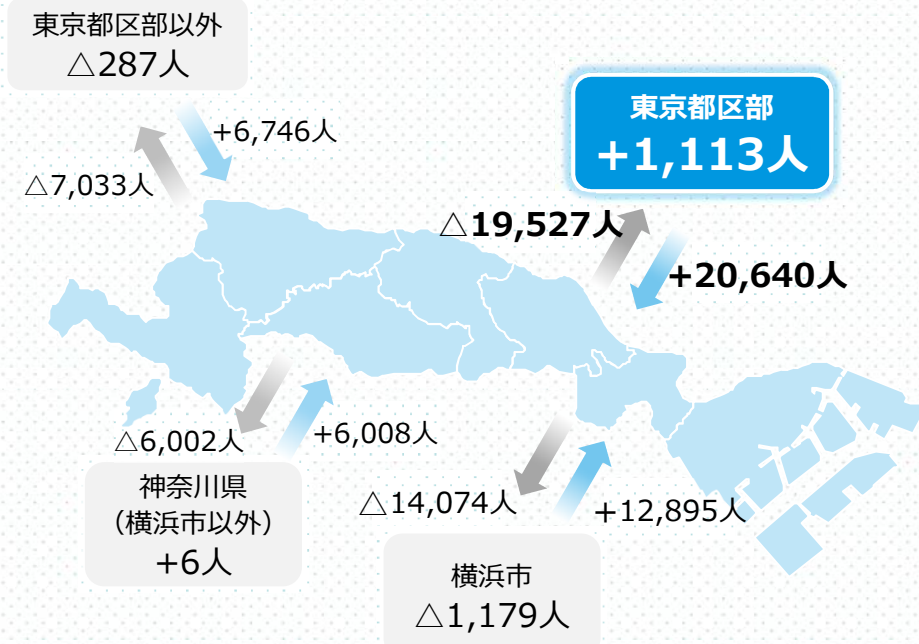 東京都区部以外
△287人
+6,746人
△7,033人
東京都区部
+1,113人
△19,527人
+20,640人
△6,002人
+6,008人
神奈川県
（横浜市以外）
+6人
△14,074人
+12,895人
横浜市
△1,179人